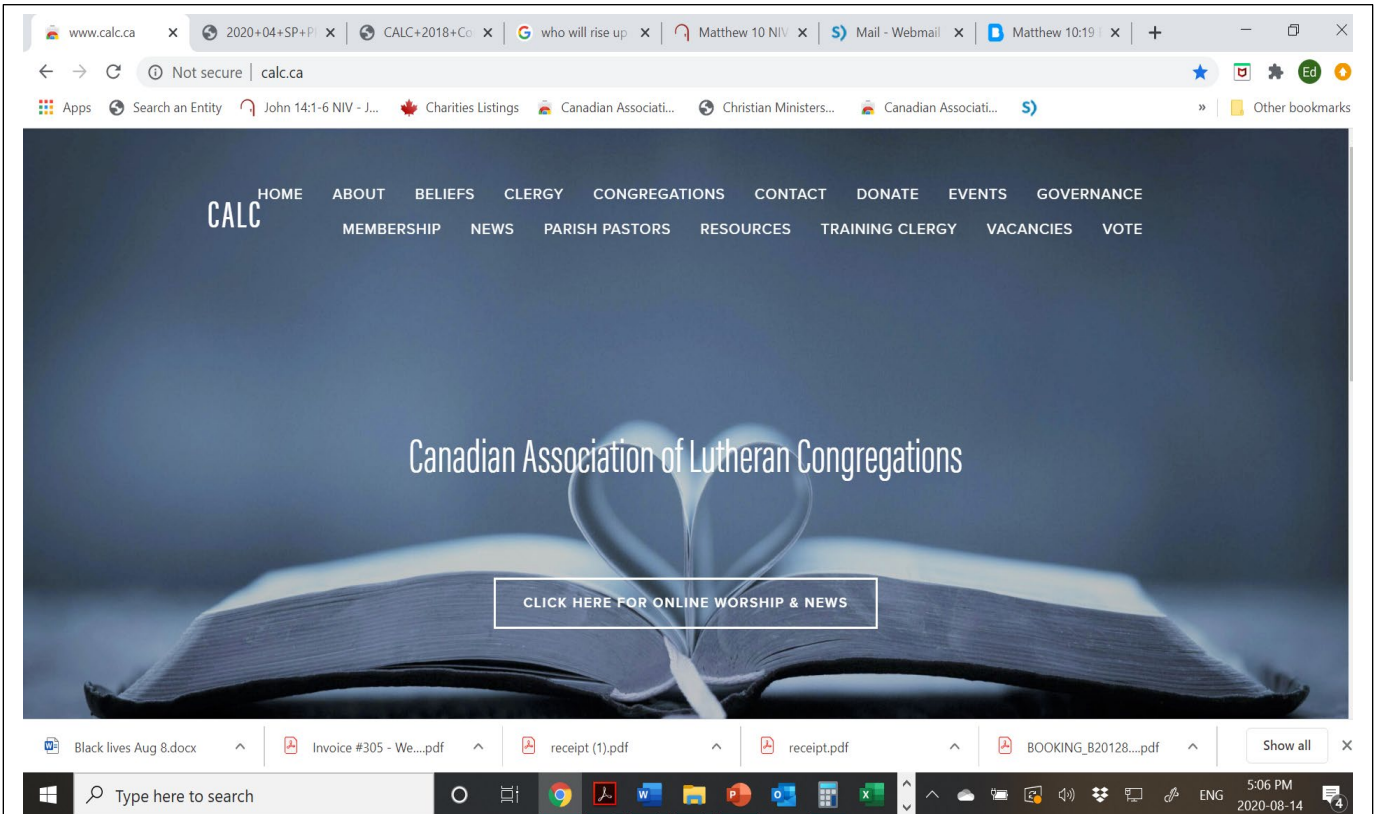 www.calc.ca 2020+04+SP+Pl CALC+2018+Co who will rise up Matthew 10 NIV Mail - Webmail Matthew 10:19
Not secure | calc.ca Ed
Apps Search an Entity John 14:1-6 NIV - J... Charities Listings Canadian Associati... Christian Ministers... Canadian Associati... S) » Other bookmarks
HOME ABOUT BELIEFS CLERGY CONGREGATIONS CONTACT DONATE EVENTS GOVERNANCE
CALC
MEMBERSHIP NEWS PARISH PASTORS RESOURCES TRAINING CLERGY VACANCIES VOTE
Canadian Association of Lutheran Congregations
CLICK HERE FOR ONLINE WORSHIP & NEWS
Black lives Aug 8.docx Invoice #305 - We....pdf receipt (1).pdf receipt.pdf BOOKING_B20128....pdf Show all
Type here to search ENG 5:06 PM
2020-08-14 4